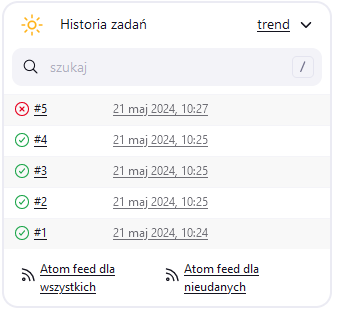 Historia zadań trend
szukaj /
#5 21 maj 2024, 10:27
#4 21 maj 2024, 10:25
#3 21 maj 2024, 10:25
#2 21 maj 2024, 10:25
#1 21 maj 2024, 10:24
Atom feed dla
wszystkich
Atom feed dla
nieudanych